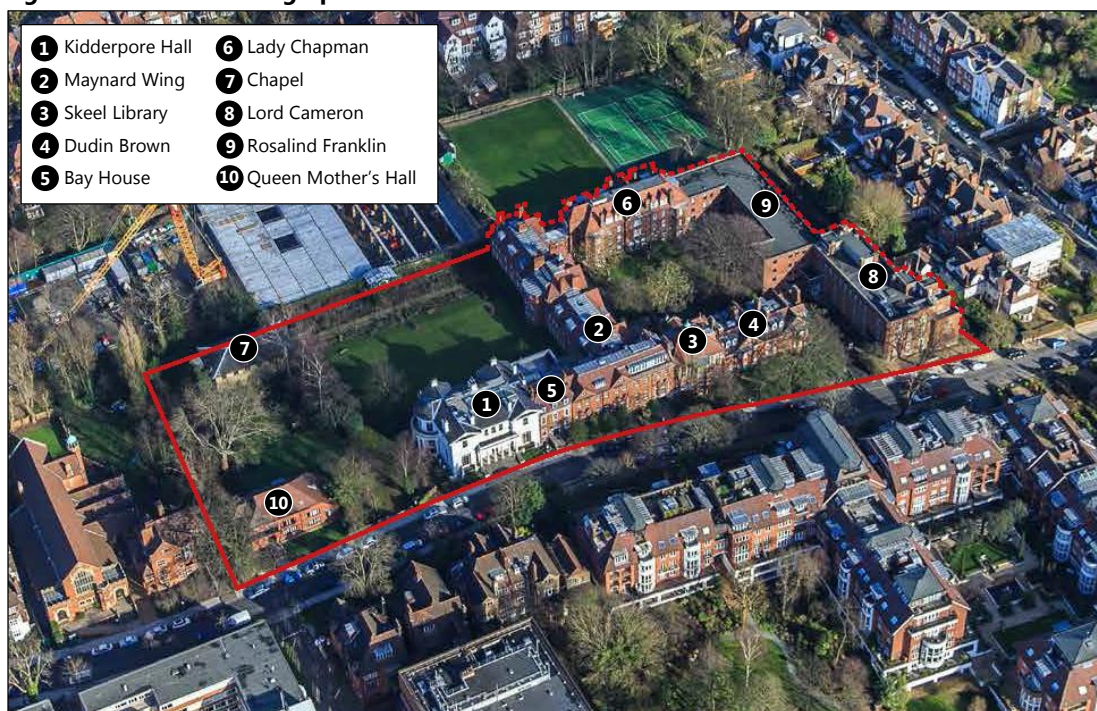 1 Kidderpore Hall
2 Maynard Wing
3 Skeel Library
4 Dudin Brown
5 Bay House
6 Lady Chapman
7 Chapel
8 Lord Cameron
9 Rosalind Franklin
10 Queen Mother's Hall
6
9
8
7
2
3
4
5
1
10